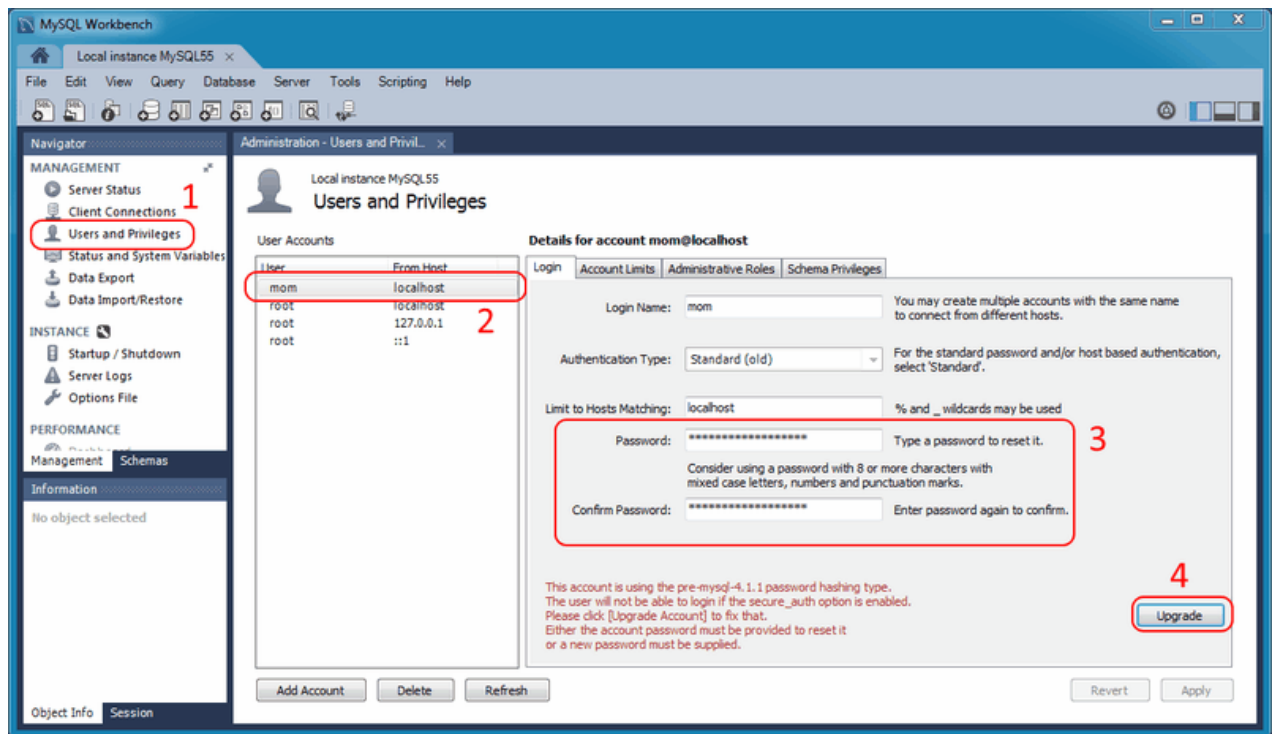 MySQL Workbench
Local instance MySQL55
File Edit View Query Database Server Tools Scripting Help
Navigator
MANAGEMENT
Server Status
1
Client Connections
Users and Privileges
Status and System Variables
Data Export
Data Import/Restore
INSTANCE
Startup / Shutdown
Server Logs
Options File
PERFORMANCE
Dashboard
Management Schemas
Information
No object selected
Object Info Session
Administration - Users and Privil...
Local instance MySQL55
Users and Privileges
User Accounts
User From Host
mom localhost
root localhost
root 127.0.0.1
root ::1
2
Add Account Delete Refresh
Details for account mom@localhost
Login Account Limits Administrative Roles Schema Privileges
Login Name: mom
You may create multiple accounts with the same name
to connect from different hosts.
Authentication Type: Standard (old)
For the standard password and/or host based authentication,
select 'Standard'.
Limit to Hosts Matching: localhost % and _ wildcards may be used
Password: ****************** Type a password to reset it.
3
Consider using a password with 8 or more characters with
mixed case letters, numbers and punctuation marks.
Confirm Password: ****************** Enter password again to confirm.
This account is using the pre-mysql-4.1.1 password hashing type.
The user will not be able to login if the secure_auth option is enabled.
Please click [Upgrade Account] to fix that.
Either the account password must be provided to reset it
or a new password must be supplied.
4
Upgrade
Revert Apply